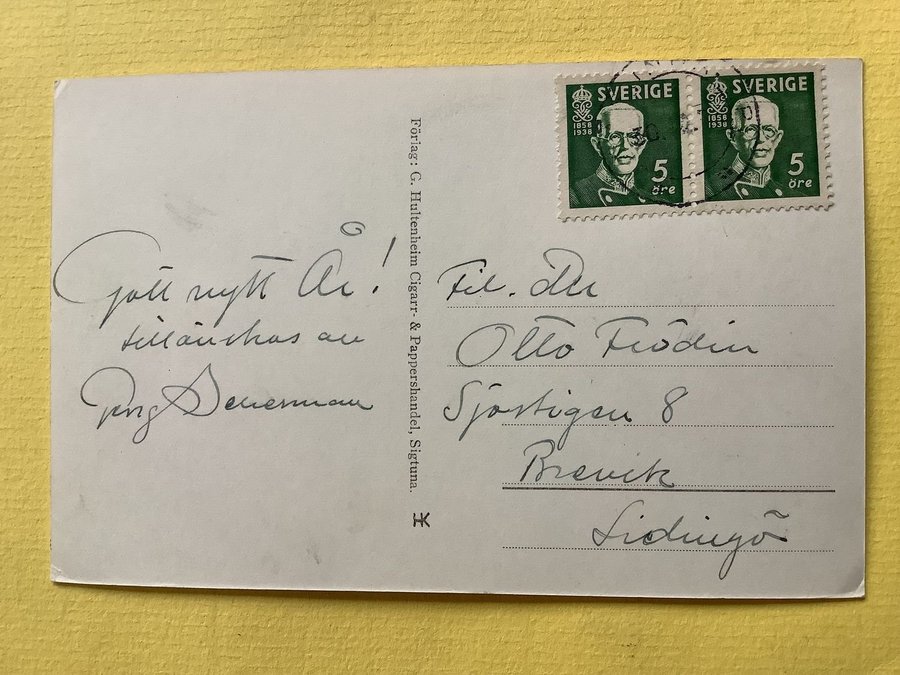 SVERIGE
1858
1938
5
öre
SVERIGE
1858
1938
5
öre
Förlag: G. Hultenheim Cigarr- & Pappershandel, Sigtuna.
Gott nytt År!
tillönskas av
Fil. Dr
Otto Frödin
Sjöstigen 8
Brevik
Lidingö